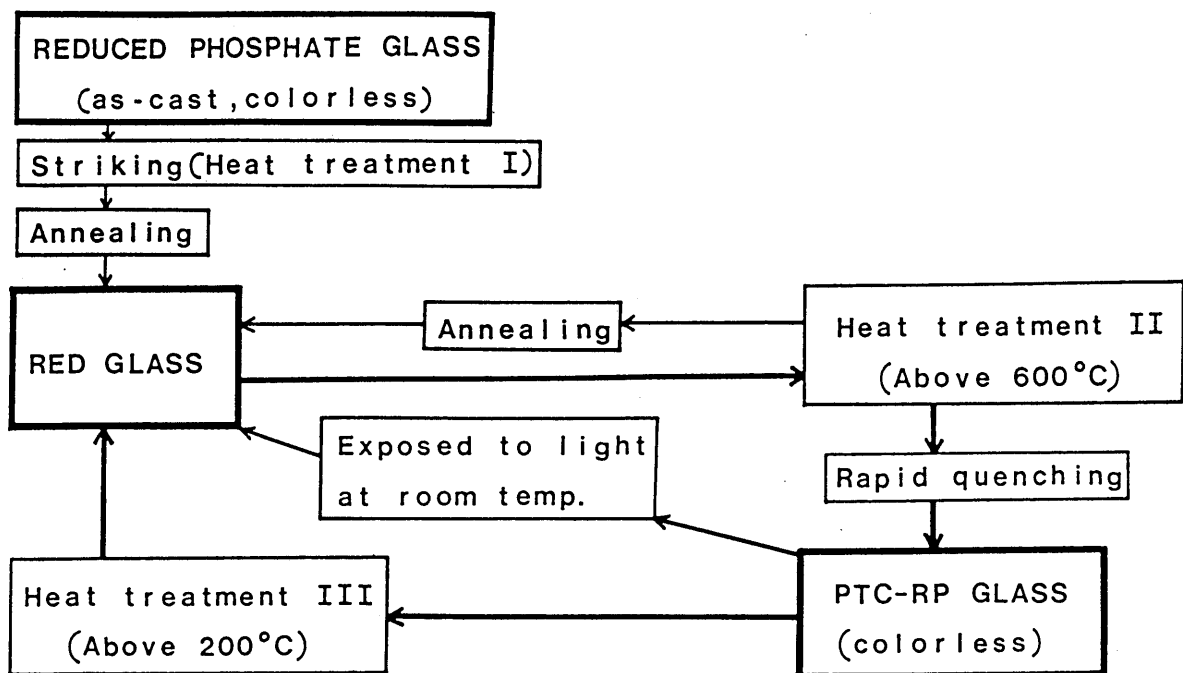 REDUCED PHOSPHATE GLASS
(as-cast, colorless)
Striking(Heat treatment I)
Annealing
RED GLASS
Annealing
Heat treatment II
(Above 600°C)
Exposed to light
at room temp.
Rapid quenching
Heat treatment III
(Above 200°C)
PTC-RP GLASS
(colorless)